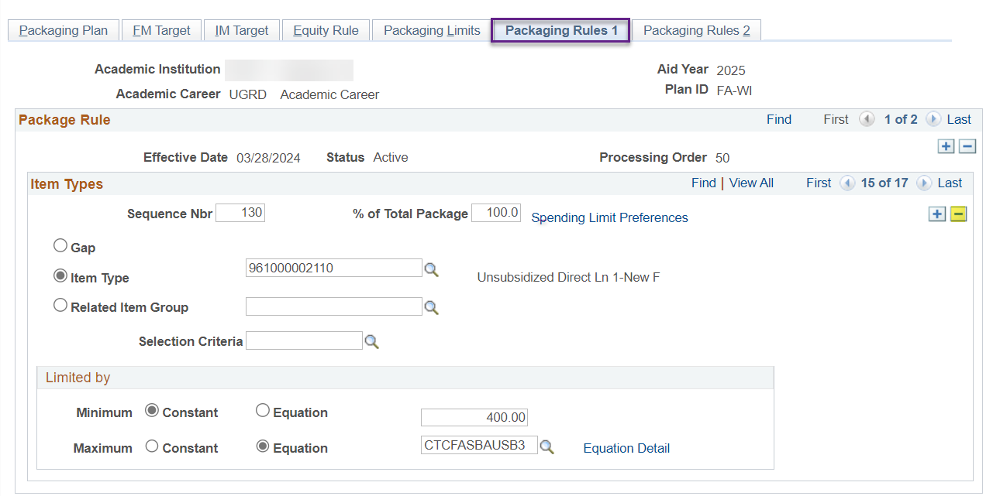 Packaging Plan FM Target IM Target Equity Rule Packaging Limits Packaging Rules 1 Packaging Rules 2
Academic Institution Aid Year 2025
Academic Career UGRD Academic Career Plan ID FA-WI
Package Rule Find First 1 of 2 Last
Effective Date 03/28/2024 Status Active Processing Order 50
Item Types Find | View All First 15 of 17 Last
Sequence Nbr 130 % of Total Package 100.0 Spending Limit Preferences
Gap
Item Type 961000002110 Unsubsidized Direct Ln 1-New F
Related Item Group
Selection Criteria
Limited by
Minimum Constant Equation 400.00
Maximum Constant Equation CTCFASBAUSB3 Equation Detail